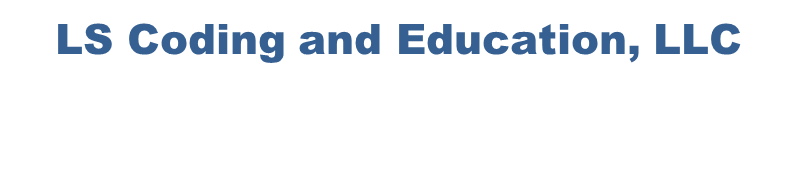 LS Coding and Education, LLC